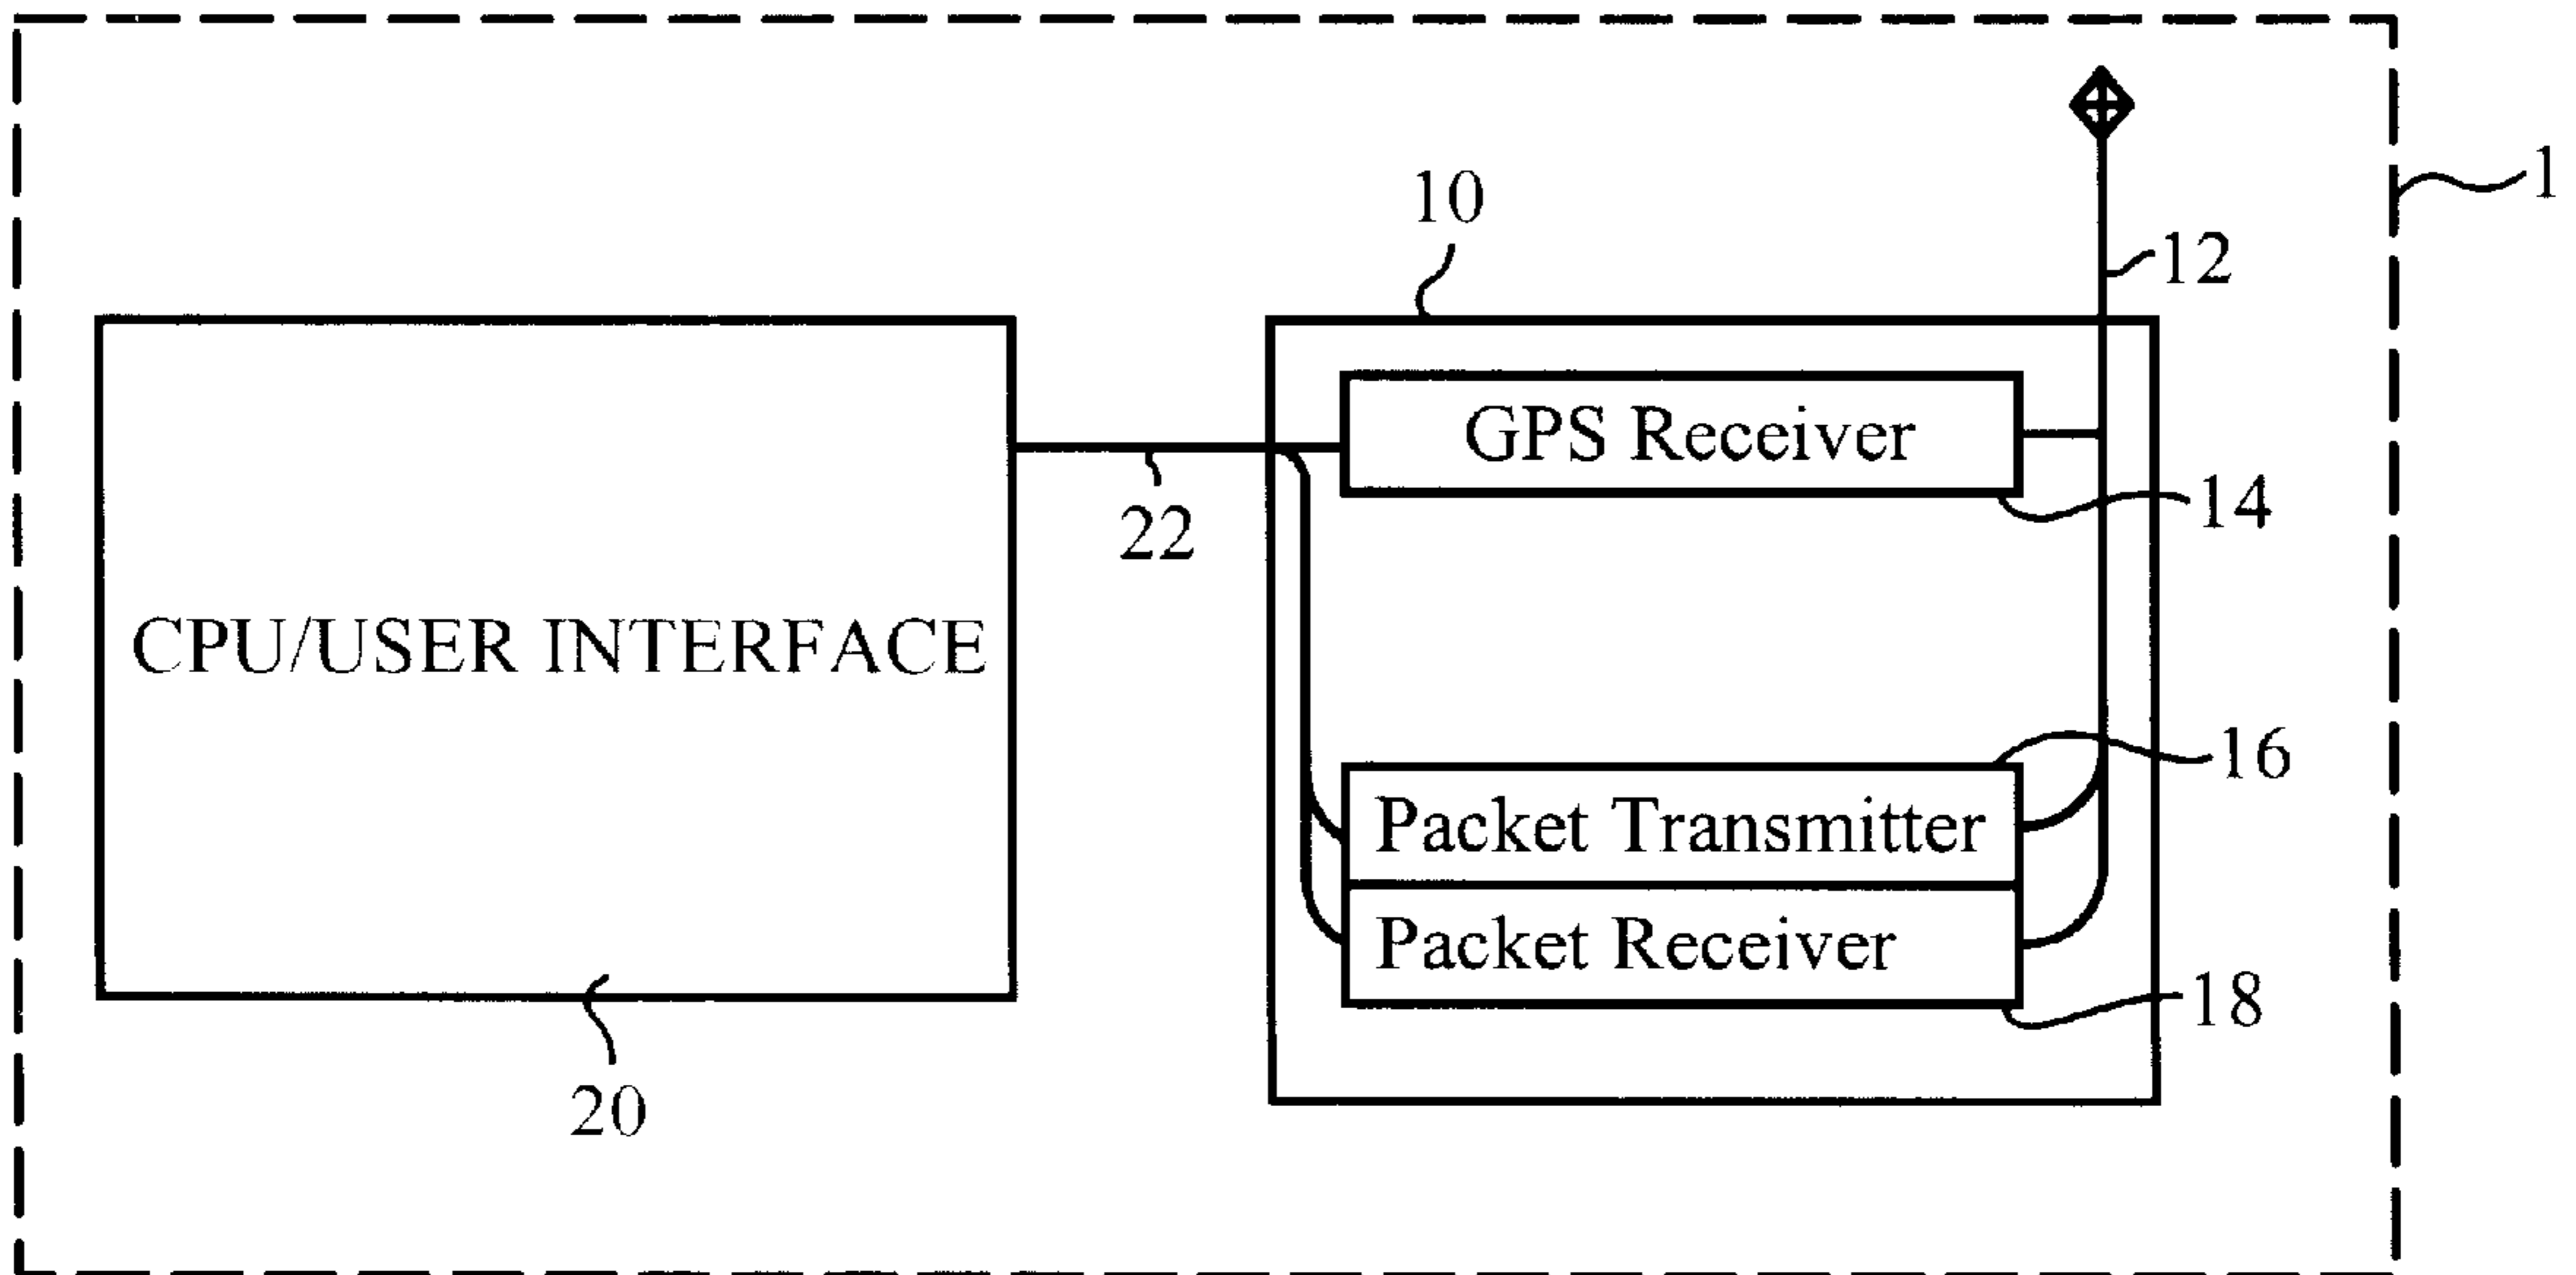 1
10
12
GPS Receiver
22
14
CPU/USER INTERFACE
16
Packet Transmitter
Packet Receiver
18
20